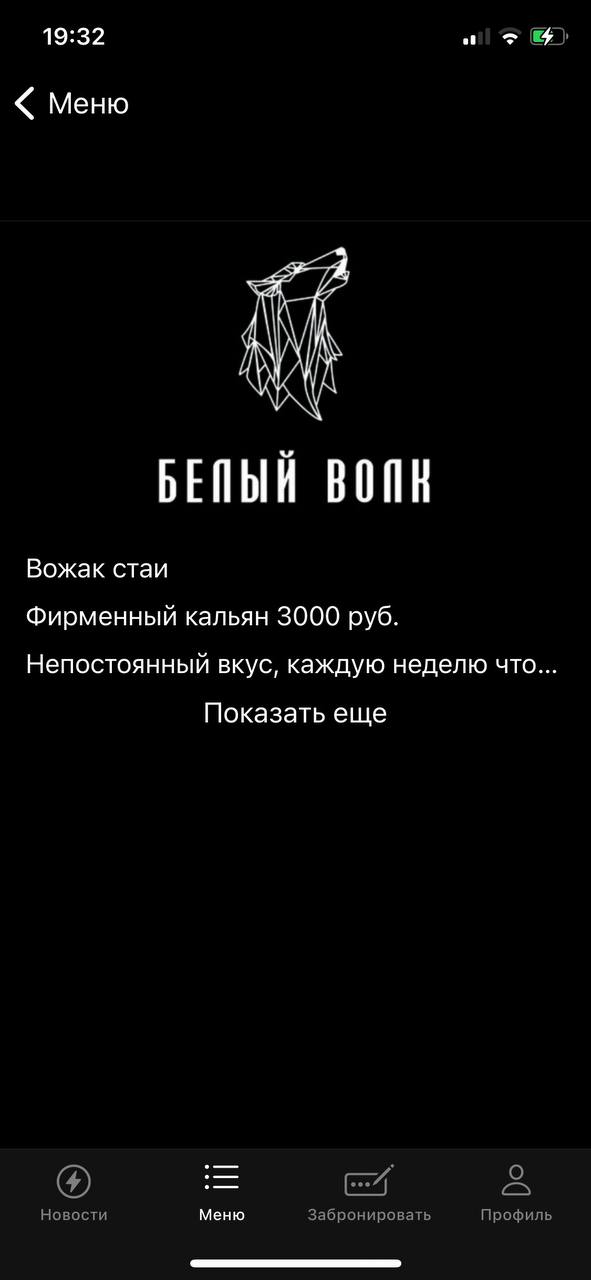 19:32
Меню
БЕЛЫЙ ВОЛК
Вожак стаи
Фирменный кальян 3000 руб.
Непостоянный вкус, каждую неделю что...
Показать еще
Новости
Меню
Забронировать
Профиль